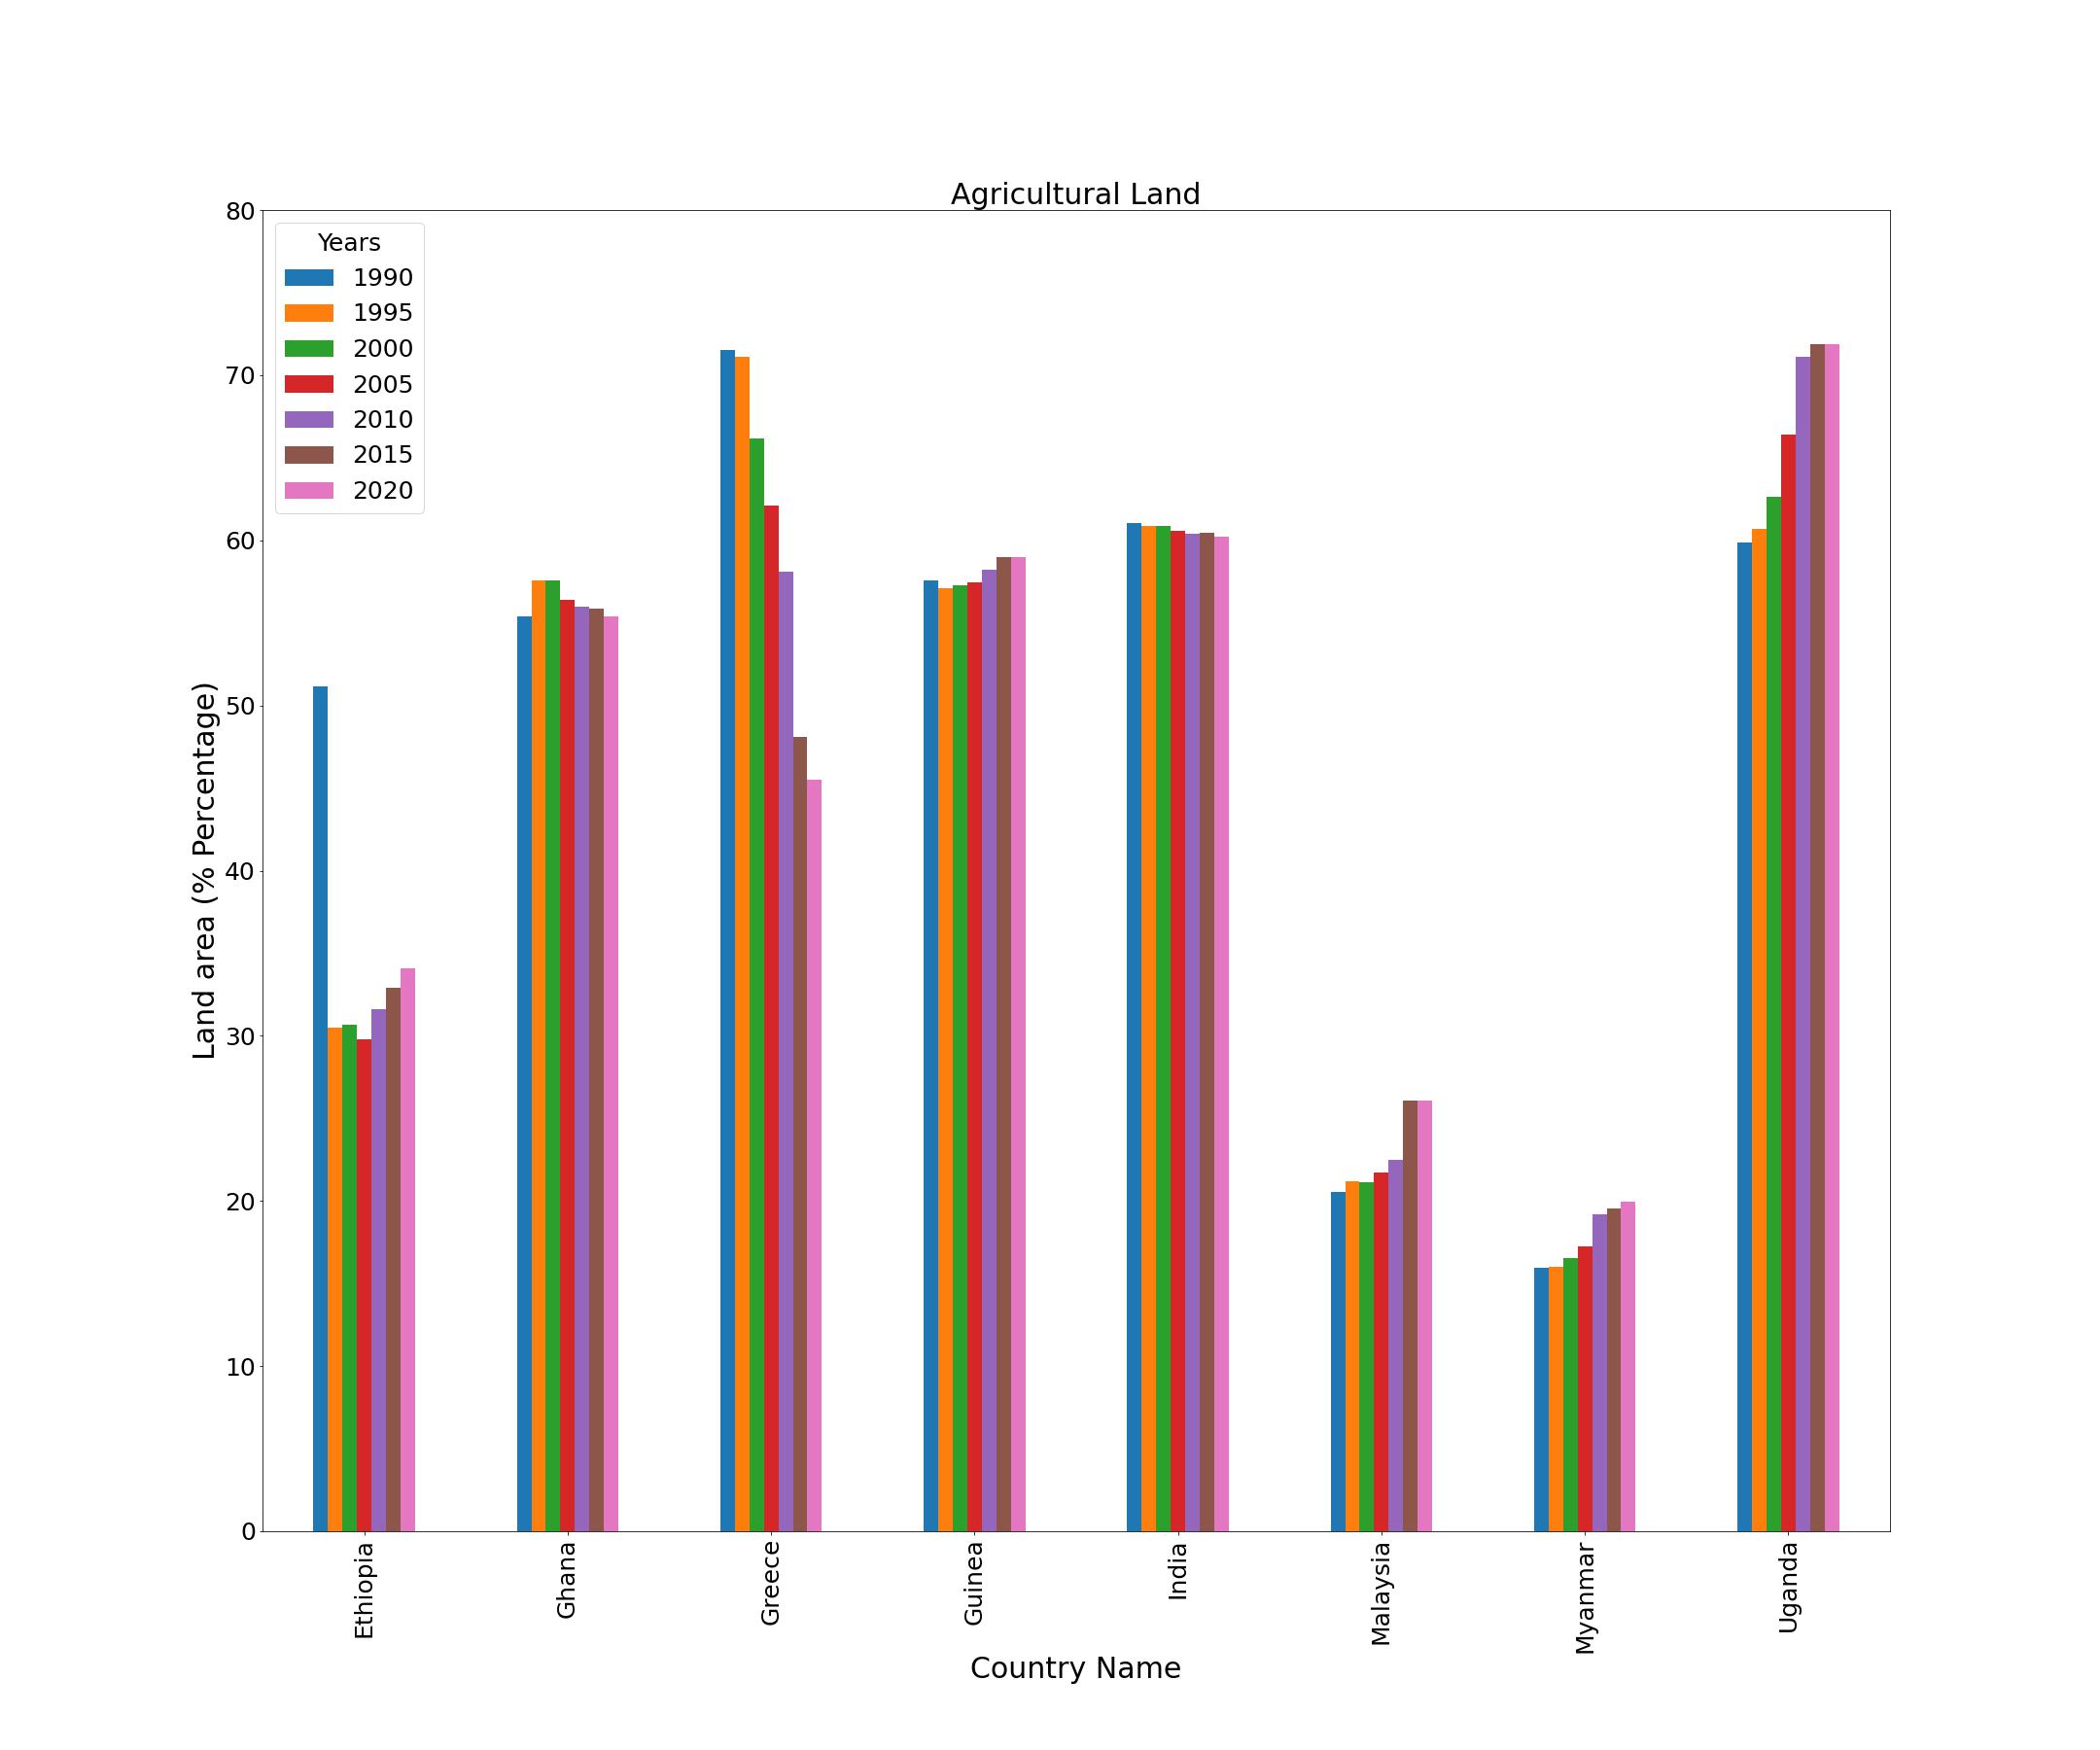 Agricultural Land
80
70
60
50
40
30
20
10
0
Land area (% Percentage)
Years
1990
1995
2000
2005
2010
2015
2020
Ethiopia
Ghana
Greece
Guinea
India
Malaysia
Myanmar
Uganda
Country Name